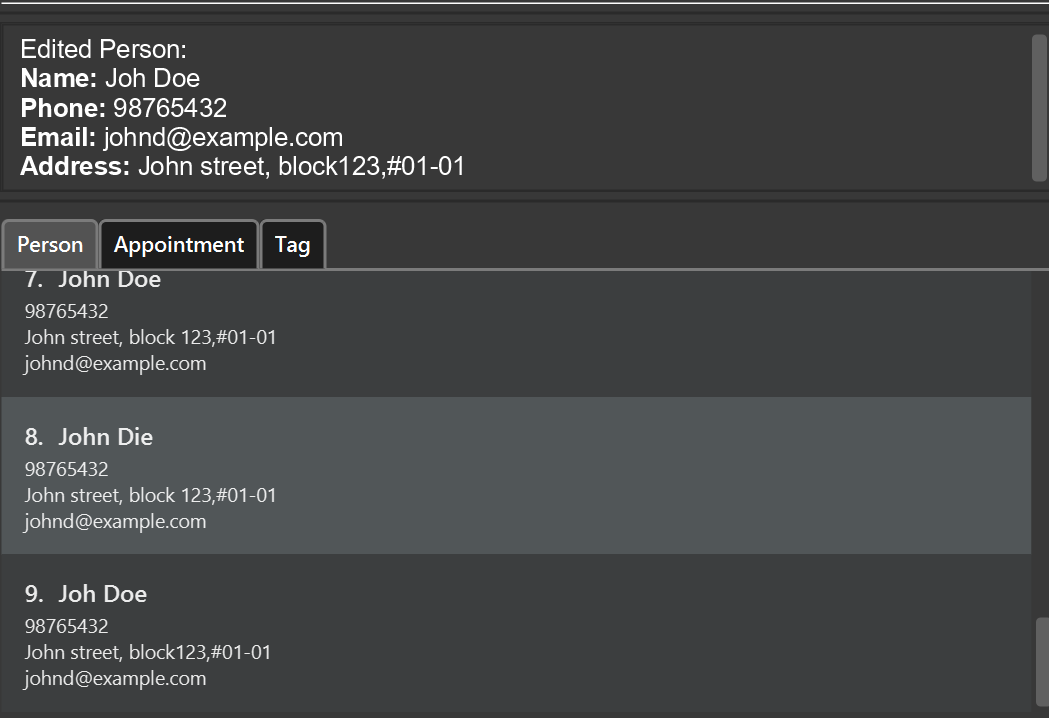 Edited Person:
Name: Joh Doe
Phone: 98765432
Email: johnd@example.com
Address: John street, block123,#01-01
Person Appointment Tag
7. John Doe
98765432
John street, block 123,#01-01
johnd@example.com
8. John Die
98765432
John street, block 123,#01-01
johnd@example.com
9. Joh Doe
98765432
John street, block123,#01-01
johnd@example.com